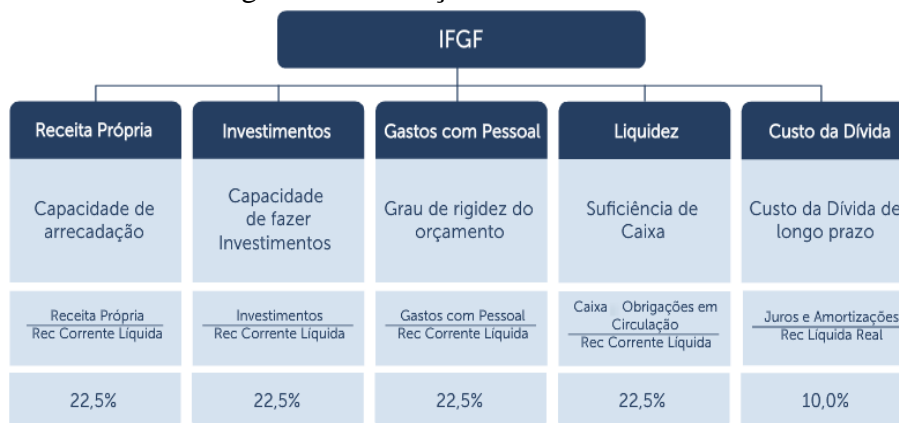 IFGF
Receita Própria
Investimentos
Gastos com Pessoal
Liquidez
Custo da Dívida
Capacidade de
arrecadação
Capacidade
de fazer
Investimentos
Grau de rigidez do
orçamento
Suficiência de
Caixa
Custo da Dívida de
longo prazo
Receita Própria
Rec Corrente Líquida
Investimentos
Rec Corrente Líquida
Gastos com Pessoal
Rec Corrente Líquida
Caixa Obrigações em
Circulação
Rec Corrente Líquida
Juros e Amortizações
Rec Líquida Real
22,5%
22,5%
22,5%
22,5%
10,0%